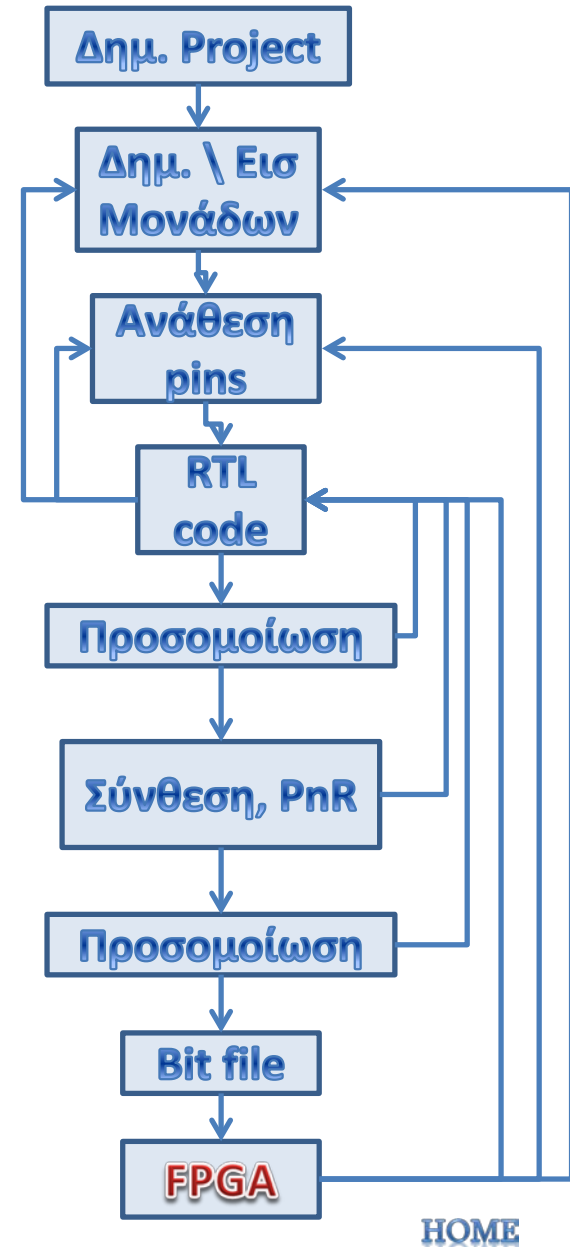 Δημ. Project
Δημ. \ Εισ
Μονάδων
Ανάθεση
pins
RTL
code
Προσομοίωση
Σύνθεση, PnR
Προσομοίωση
Bit file
FPGA
HOME